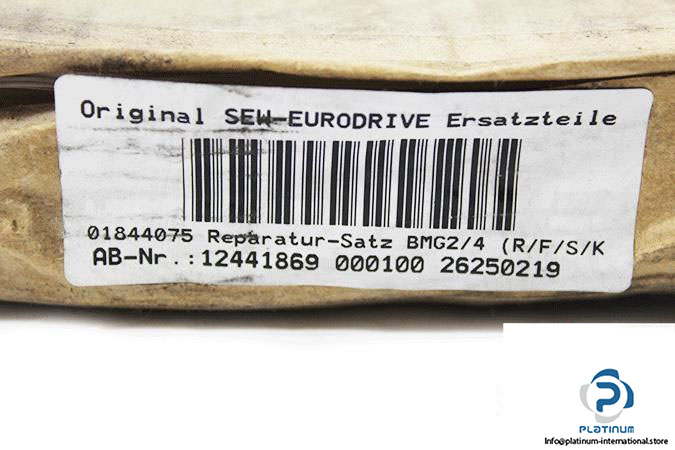 Original SEW-EURODRIVE Ersatzteile
01844075 Reparatur-Satz BMG2/4 (R/F/S/K
AB-Nr.:12441869 000100 26250219
PLATINUM
Info@platinum-international.store